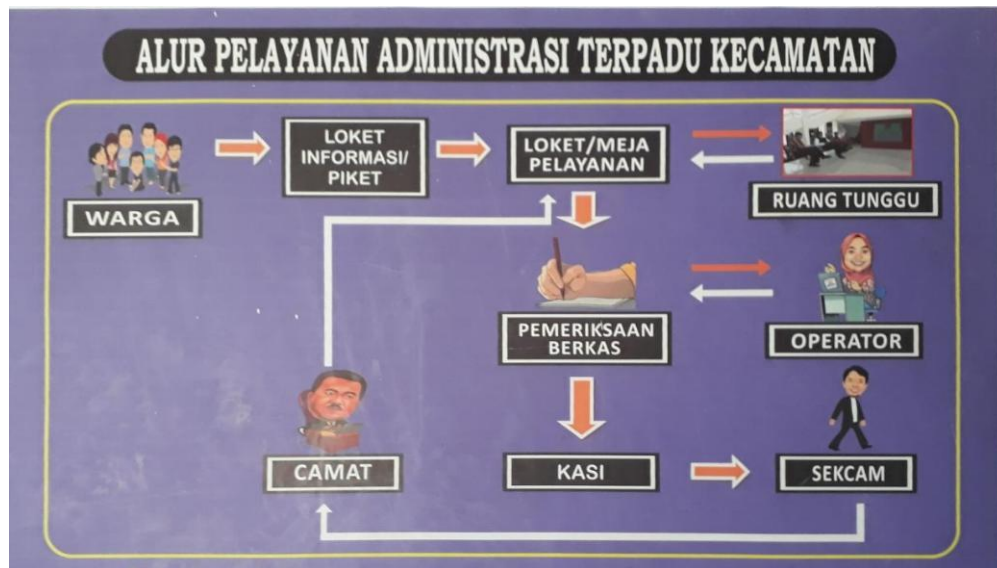 ALUR PELAYANAN ADMINISTRASI TERPADU KECAMATAN
WARGA
LOKET
INFORMASI/
PIKET
LOKET/MEJA
PELAYANAN
RUANG TUNGGU
PEMERIKSAAN
BERKAS
OPERATOR
CAMAT
KASI
SEKCAM